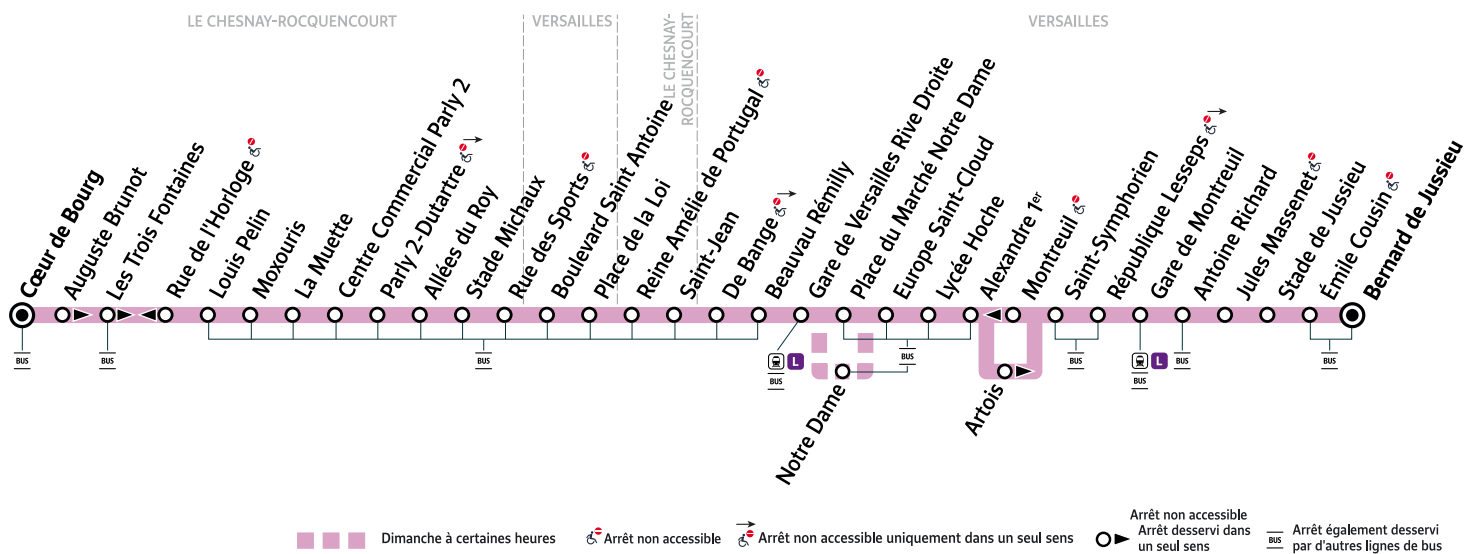 LE CHESNAY-ROCQUENCOURT
VERSAILLES
LE CHESNAY-
ROCQUENCOURT
VERSAILLES
Cœur de Bourg
Auguste Brunot
Les Trois Fontaines
Rue de l'Horloge
Louis Pelin
Moxouris
La Muette
Centre Commercial Parly 2
Parly 2-Dutartre
Allées du Roy
Stade Michaux
Rue des Sports
Boulevard Saint Antoine
Place de la Loi
Reine Amélie de Portugal
Saint-Jean
De Bange
Beauvau Rémilly
Gare de Versailles Rive Droite
Place du Marché Notre Dame
Europe Saint-Cloud
Lycée Hoche
Alexandre 1er
Montreuil
Saint-Symphorien
République Lesseps
Gare de Montreuil
Antoine Richard
Jules Massenet
Stade de Jussieu
Émile Cousin
Bernard de Jussieu
BUS
BUS
BUS
L
BUS
BUS
BUS
L
BUS
BUS
BUS
Notre Dame
Artois
Dimanche à certaines heures
Arrêt non accessible
Arrêt non accessible uniquement dans un seul sens
Arrêt non accessible
Arrêt desservi dans
un seul sens
BUS
Arrêt également desservi
par d'autres lignes de bus